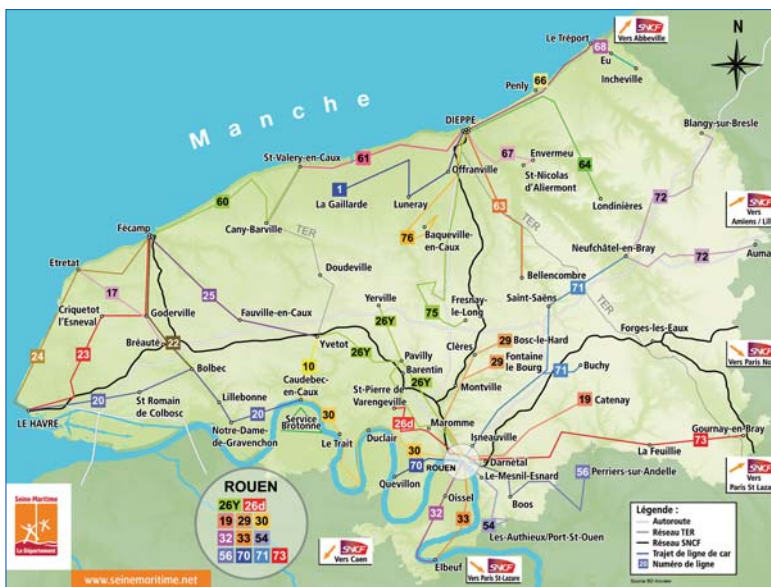 SNCF
Vers Abbeville
Le Tréport
68
Eu
Incheville
N
66
Penly
Manche
DIEPPE
Blangy-sur-Bresle
St-Valery-en-Caux
61
67
Envermeu
Offranville
St-Nicolas
d'Aliermont
64
1
La Gaillarde
Luneray
60
63
Londinières
72
SNCF
Vers
Amiens / Lill
Cany-Barville
TER
76
Baqueville-
en-Caux
Fécamp
Neufchâtel-en-Bray
72
Auma
Etretat
Doudeville
TER
Bellencombre
71
17
25
Yerville
75
Fresnay-
le-Long
Saint-Saëns
Criquetot
l'Esneval
Goderville
Fauville-en-Caux
26Y
Forges-les-Eaux
SNCF
Vers Paris No
Bréauté
22
Yvetot
26Y
Pavilly
Clères
29
Bosc-le-Hard
24
23
Barentin
29
Fontaine
le Bourg
Buchy
71
10
Bolbec
Caudebec-
en-Caux
St-Pierre de
Varengeville
26Y
Montville
20
St Romain
de Colbosc
Lillebonne
19
Catenay
LE HAVRE
20
Service
Brotonne
30
26d
Maromme
Notre-Dame-
de-Gravenchon
Le Trait
Duclair
Isneauville
Gournay-en-Bray
73
30
La Feuillie
70
ROUEN
Darnétal
56
Perriers-sur-Andelle
SNCF
Vers
Paris St Lazar
Quevillon
Le-Mesnil-Esnard
ROUEN
26Y 26d
19 29 30
32 33 54
56 70 71 73
Oissel
Boos
32
33
54
Les-Authieux/Port-St-Ouen
Seine-Maritime
Le Département
SNCF
Vers Caen
Elbeuf
SNCF
Vers Paris St-Lazare
Légende :
Autoroute
Réseau TER
Réseau SNCF
Trajet de ligne de car
20 Numéro de ligne
www.seinemaritime.net